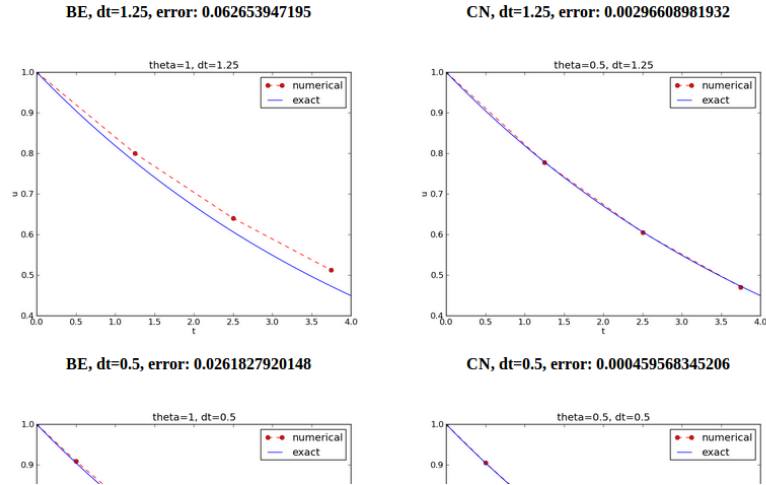 BE, dt=1.25, error: 0.062653947195
CN, dt=1.25, error: 0.00296608981932
theta=1, dt=1.25
numerical
exact
1.0
0.9
0.8
0.7
0.6
0.5
0.4
u
0.0 0.5 1.0 1.5 2.0 2.5 3.0 3.5 4.0
t
theta=0.5, dt=1.25
numerical
exact
1.0
0.9
0.8
0.7
0.6
0.5
0.4
u
0.0 0.5 1.0 1.5 2.0 2.5 3.0 3.5 4.0
t
BE, dt=0.5, error: 0.0261827920148
CN, dt=0.5, error: 0.000459568345206
theta=1, dt=0.5
numerical
exact
1.0
0.9
theta=0.5, dt=0.5
numerical
exact
1.0
0.9